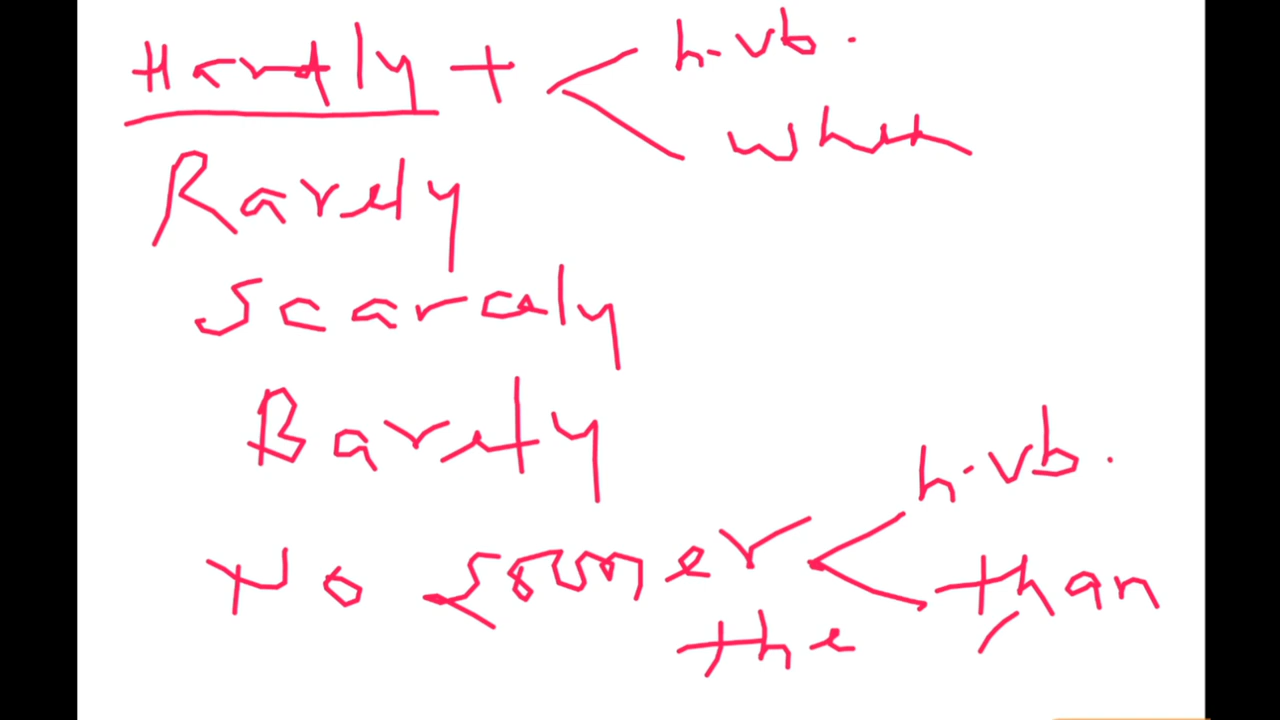 Hardly + h.vb.
when
Rarely
Scarcely
Barely
h.vb.
No sooner than
the